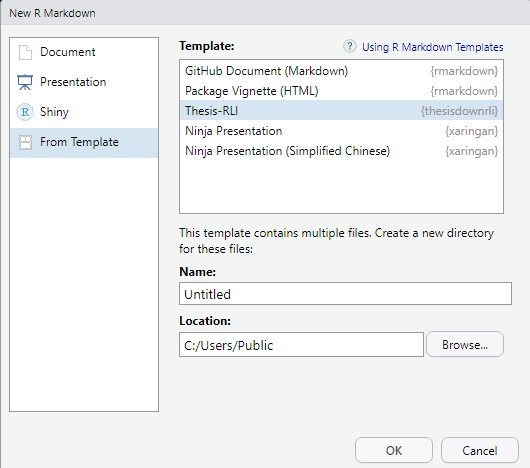 New R Markdown
Document
Presentation
Shiny
From Template
Template:
? Using R Markdown Templates
GitHub Document (Markdown) {rmarkdown}
Package Vignette (HTML) {rmarkdown}
Thesis-RLI {thesisdownrli}
Ninja Presentation {xaringan}
Ninja Presentation (Simplified Chinese) {xaringan}
This template contains multiple files. Create a new directory
for these files:
Name:
Untitled
Location:
C:/Users/Public
Browse...
OK
Cancel